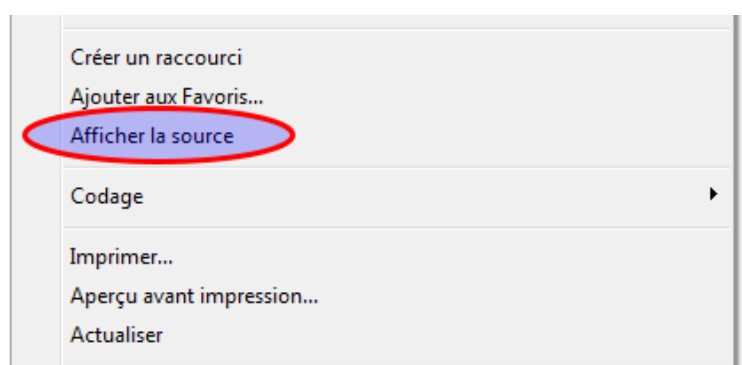 Créer un raccourci
Ajouter aux Favoris...
Afficher la source
Codage
Imprimer...
Aperçu avant impression...
Actualiser